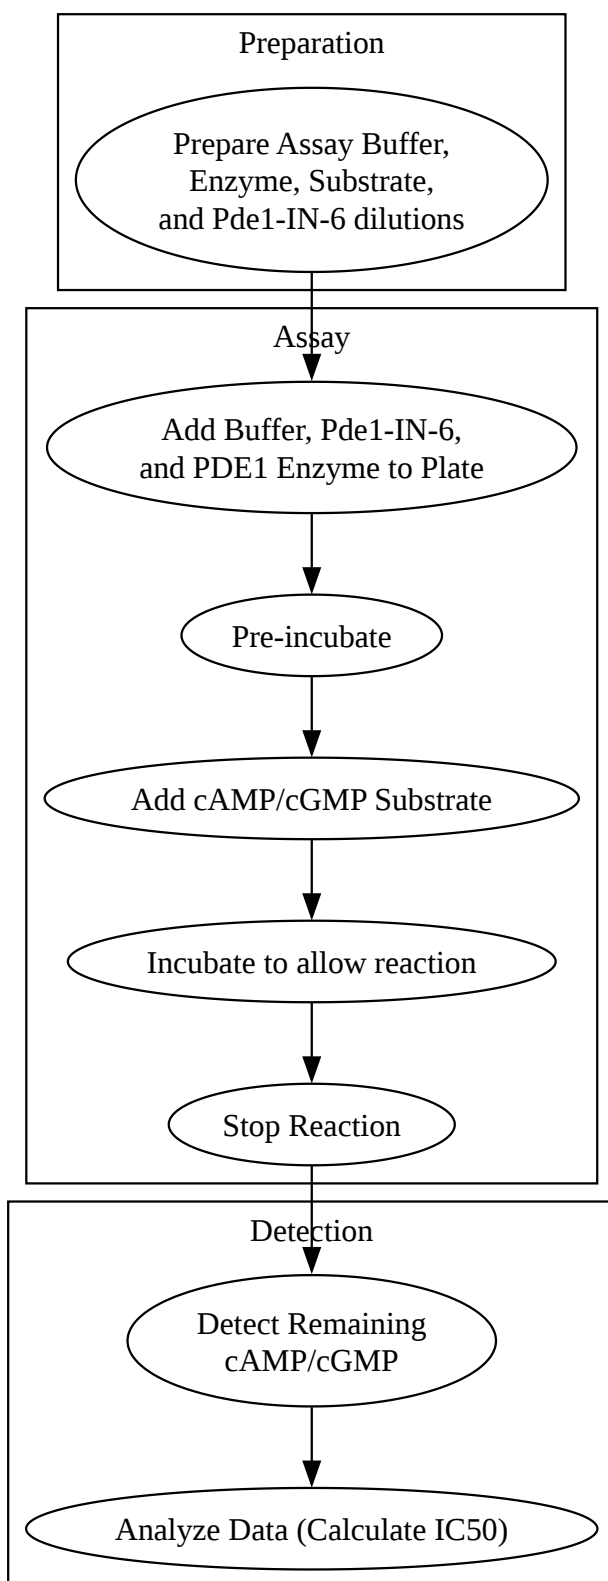 Preparation
Prepare Assay Buffer,
Enzyme, Substrate,
and Pde1-IN-6 dilutions
Assay
Add Buffer, Pde1-IN-6,
and PDE1 Enzyme to Plate
Pre-incubate
Add cAMP/cGMP Substrate
Incubate to allow reaction
Stop Reaction
Detection
Detect Remaining
cAMP/cGMP
Analyze Data (Calculate IC50)